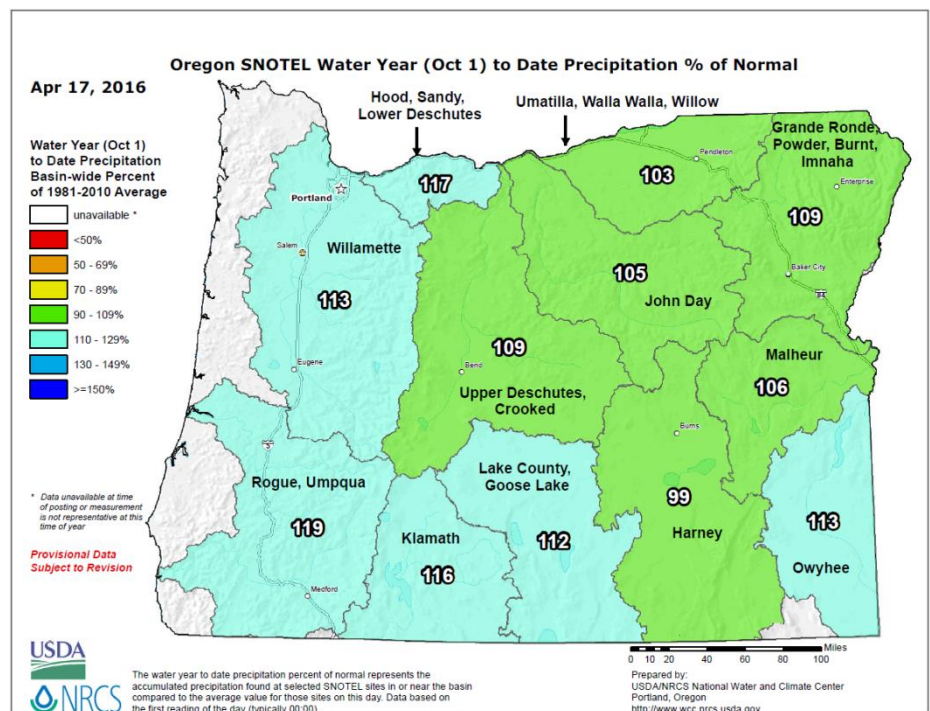 Oregon SNOTEL Water Year (Oct 1) to Date Precipitation % of Normal
Apr 17, 2016
Hood, Sandy,
Lower Deschutes
Umatilla, Walla Walla, Willow
Grande Ronde,
Powder, Burnt,
Imnaha
Water Year (Oct 1)
to Date Precipitation
Basin-wide Percent
of 1981-2010 Average
unavailable *
<50%
50 - 69%
70 - 89%
90 - 109%
110 - 129%
130 - 149%
>=150%
Pendleton
103
Enterprise
117
Portland
109
Salem
Willamette
113
105
John Day
Baker City
84
109
Bend
Eugene
Upper Deschutes,
Crooked
Malheur
106
Burns
5
Lake County,
Goose Lake
Rogue, Umpqua
119
99
Harney
113
Owyhee
Klamath
116
112
Medford
* Data unavailable at time
of posting or measurement
is not representative at this
time of year
Provisional Data
Subject to Revision
Miles
0 10 20 40 60 80 100
USDA
NRCS
The water year to date precipitation percent of normal represents the
accumulated precipitation found at selected SNOTEL sites in or near the basin
compared to the average value for those sites on this day. Data based on
the first reading of the day (typically 00:00).
Prepared by:
USDA/NRCS National Water and Climate Center
Portland, Oregon
http://www.wcc.nrcs.usda.gov